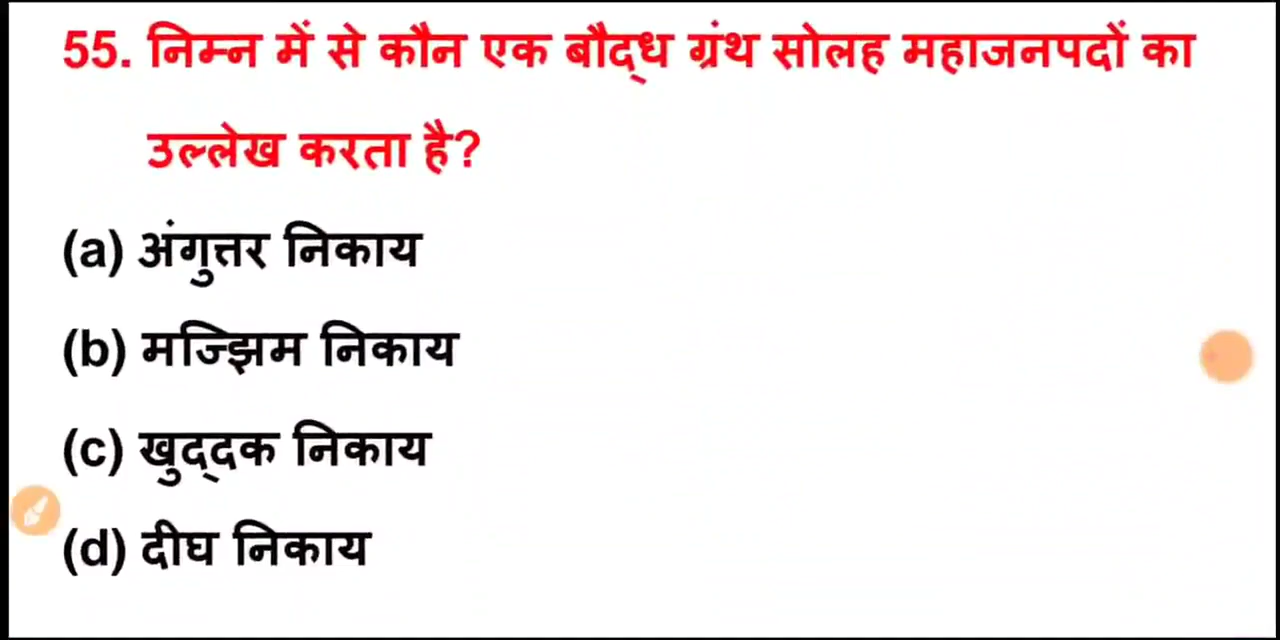 55. निम्न में से कौन एक बौद्ध ग्रंथ सोलह महाजनपदों का
उल्लेख करता है?
(a) अंगुत्तर निकाय
(b) मज्झिम निकाय
(c) खुद्दक निकाय
(d) दीघ निकाय